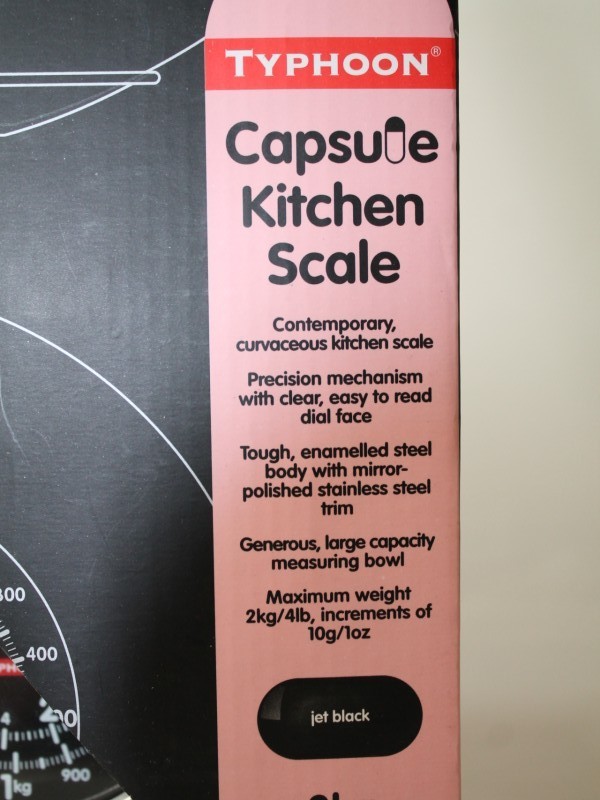 TYPHOON®
Capsule
Kitchen
Scale
Contemporary,
curvaceous kitchen scale
Precision mechanism
with clear, easy to read
dial face
Tough, enamelled steel
body with mirror-
polished stainless steel
trim
Generous, large capacity
measuring bowl
Maximum weight
2kg/4lb, increments of
10g/1oz
jet black
400
4
900
1kg